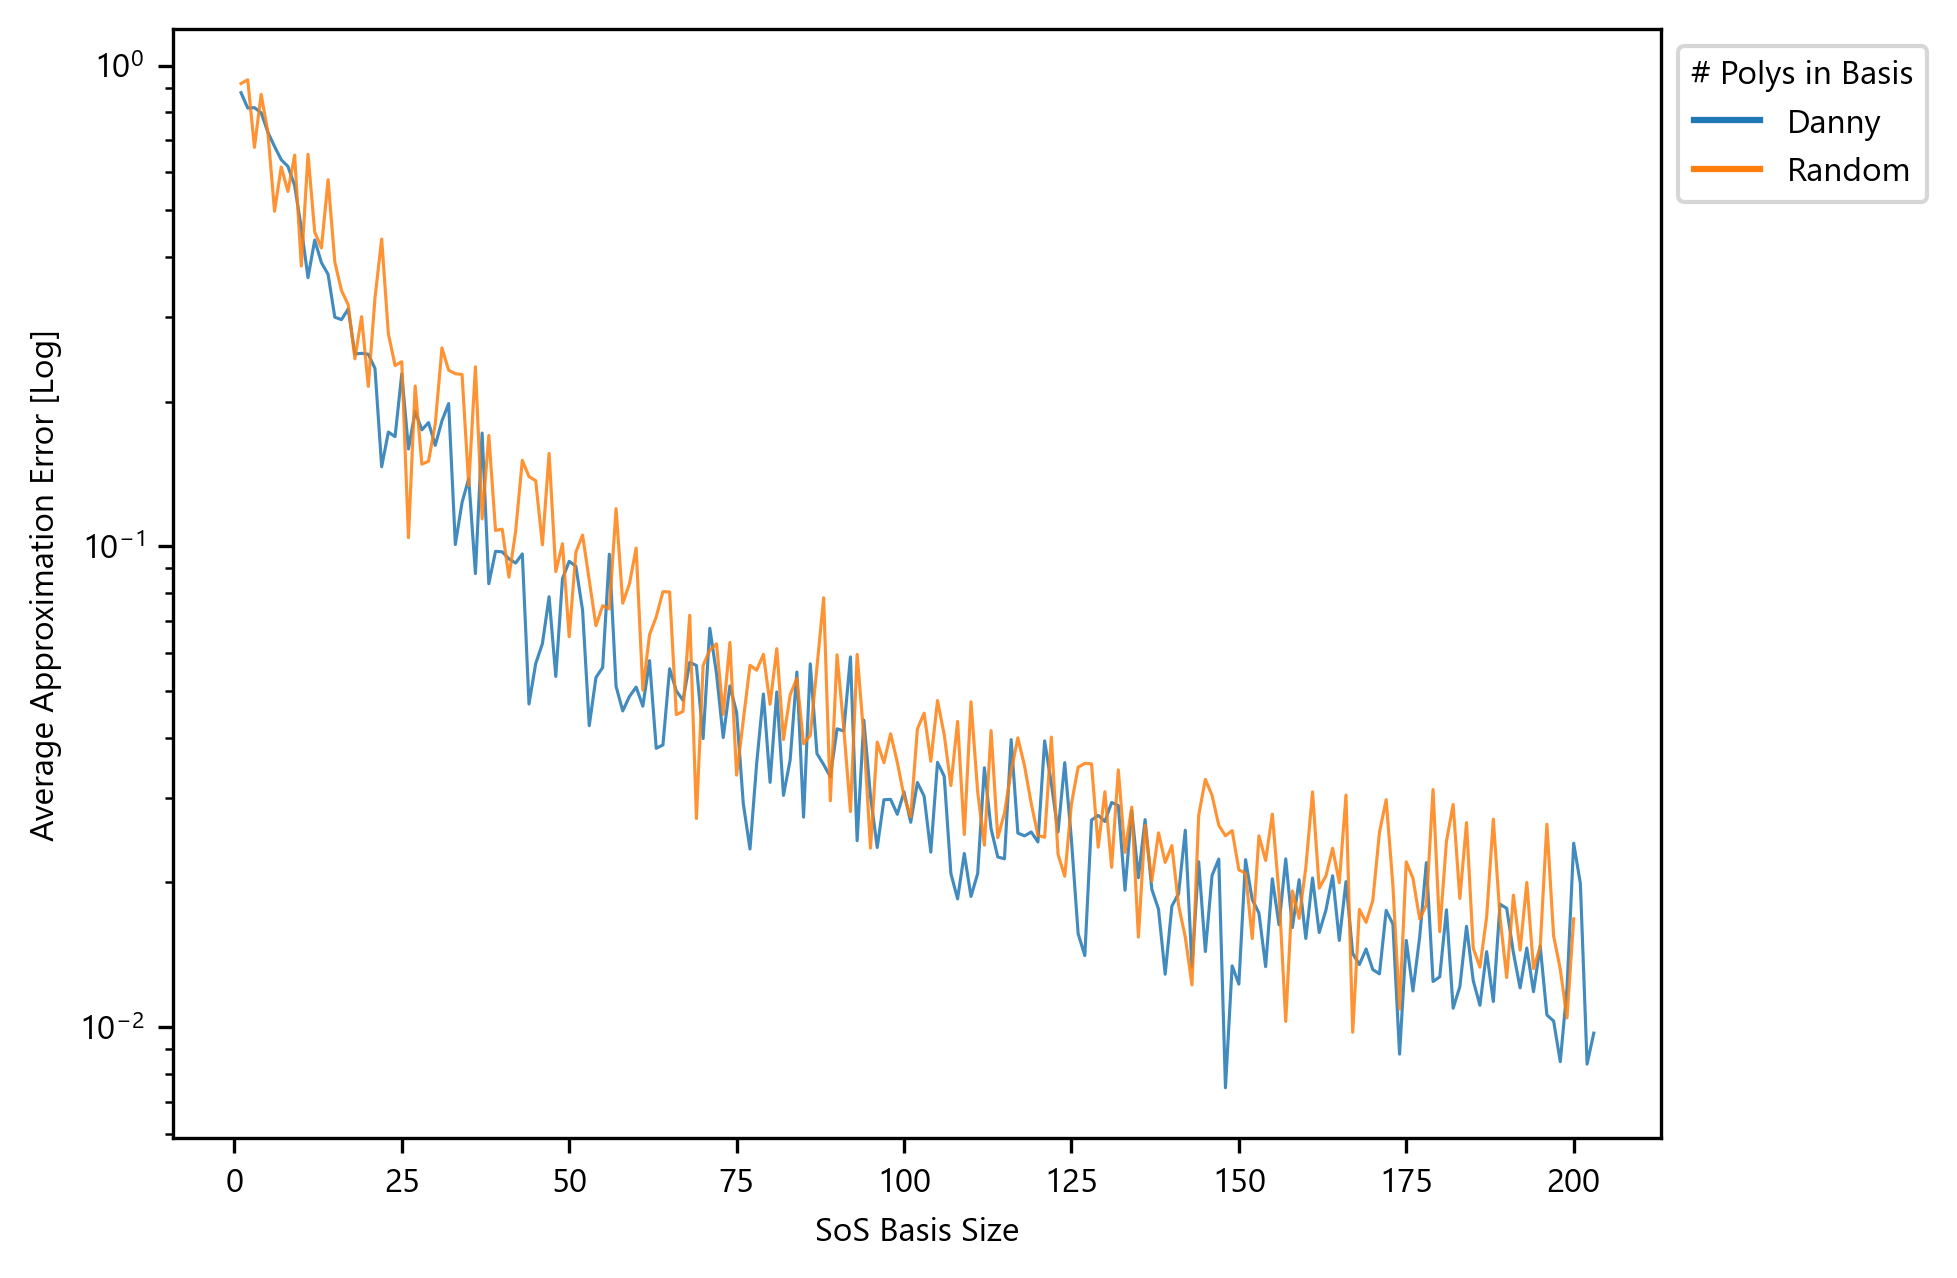 10⁰
10⁻¹
10⁻²
Average Approximation Error [Log]
0 25 50 75 100 125 150 175 200
SoS Basis Size
# Polys in Basis
Danny
Random